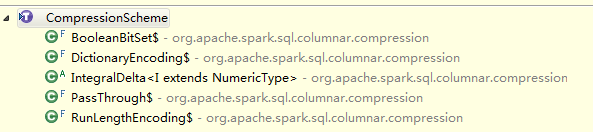 CompressionScheme
BooleanBitSet$ - org.apache.spark.sql.columnar.compression
DictionaryEncoding$ - org.apache.spark.sql.columnar.compression
IntegralDelta<I extends NumericType> - org.apache.spark.sql.columnar.compression
PassThrough$ - org.apache.spark.sql.columnar.compression
RunLengthEncoding$ - org.apache.spark.sql.columnar.compression